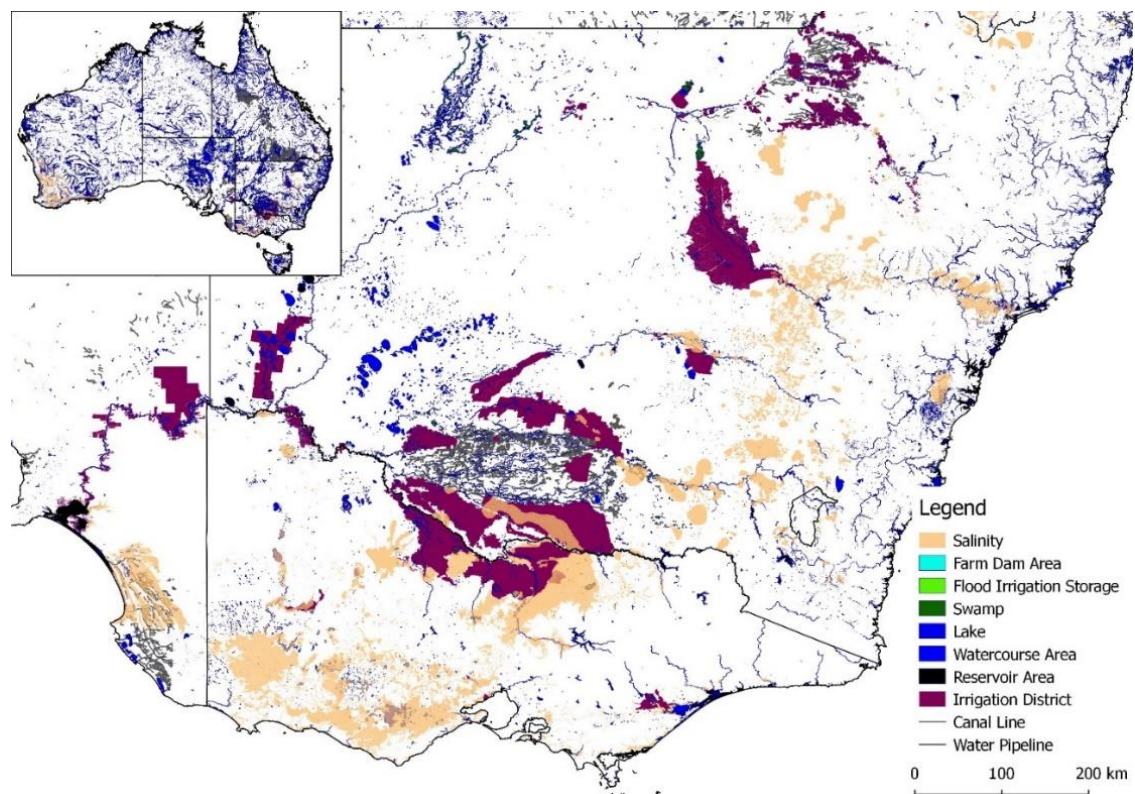 Legend
Salinity
Farm Dam Area
Flood Irrigation Storage
Swamp
Lake
Watercourse Area
Reservoir Area
Irrigation District
Canal Line
Water Pipeline
0 100 200 km